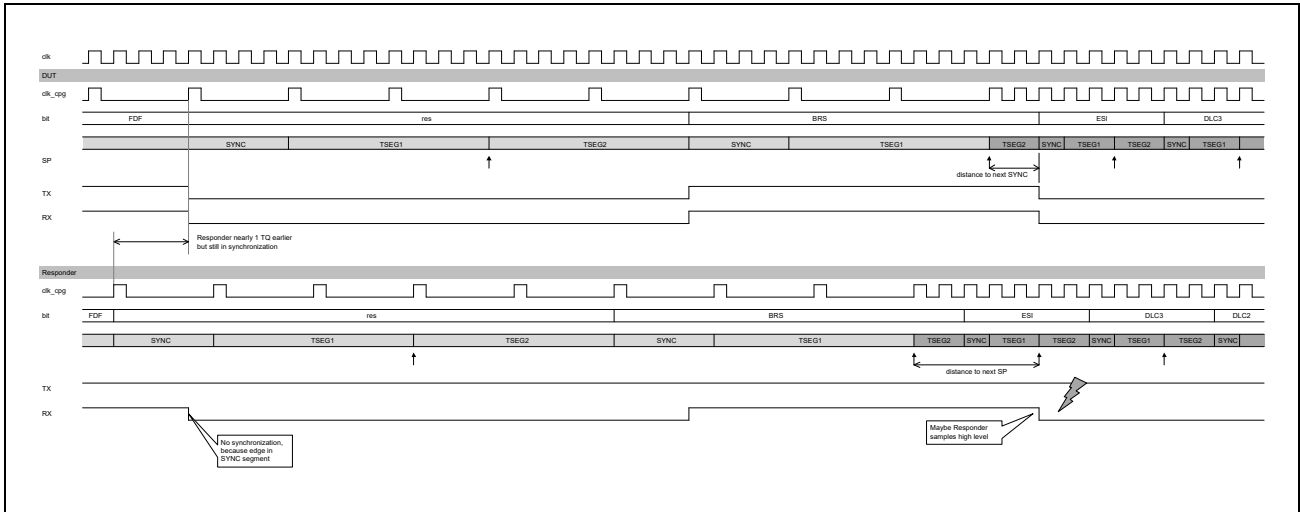 clk
DUT
clk_cpg
bit FDF res BRS ESI DLC3
SYNC TSEG1 TSEG2 SYNC TSEG1 TSEG2 SYNC TSEG1 TSEG2 SYNC TSEG1
SP
distance to next SYNC
TX
RX
Responder nearly 1 TQ earlier
but still in synchronization
Responder
clk_cpg
bit FDF res BRS ESI DLC3 DLC2
SYNC TSEG1 TSEG2 SYNC TSEG1 TSEG2 SYNC TSEG1 TSEG2 SYNC TSEG1 TSEG2 SYNC
distance to next SP
TX
RX
No synchronization,
because edge in
SYNC segment
Maybe Responder
samples high level